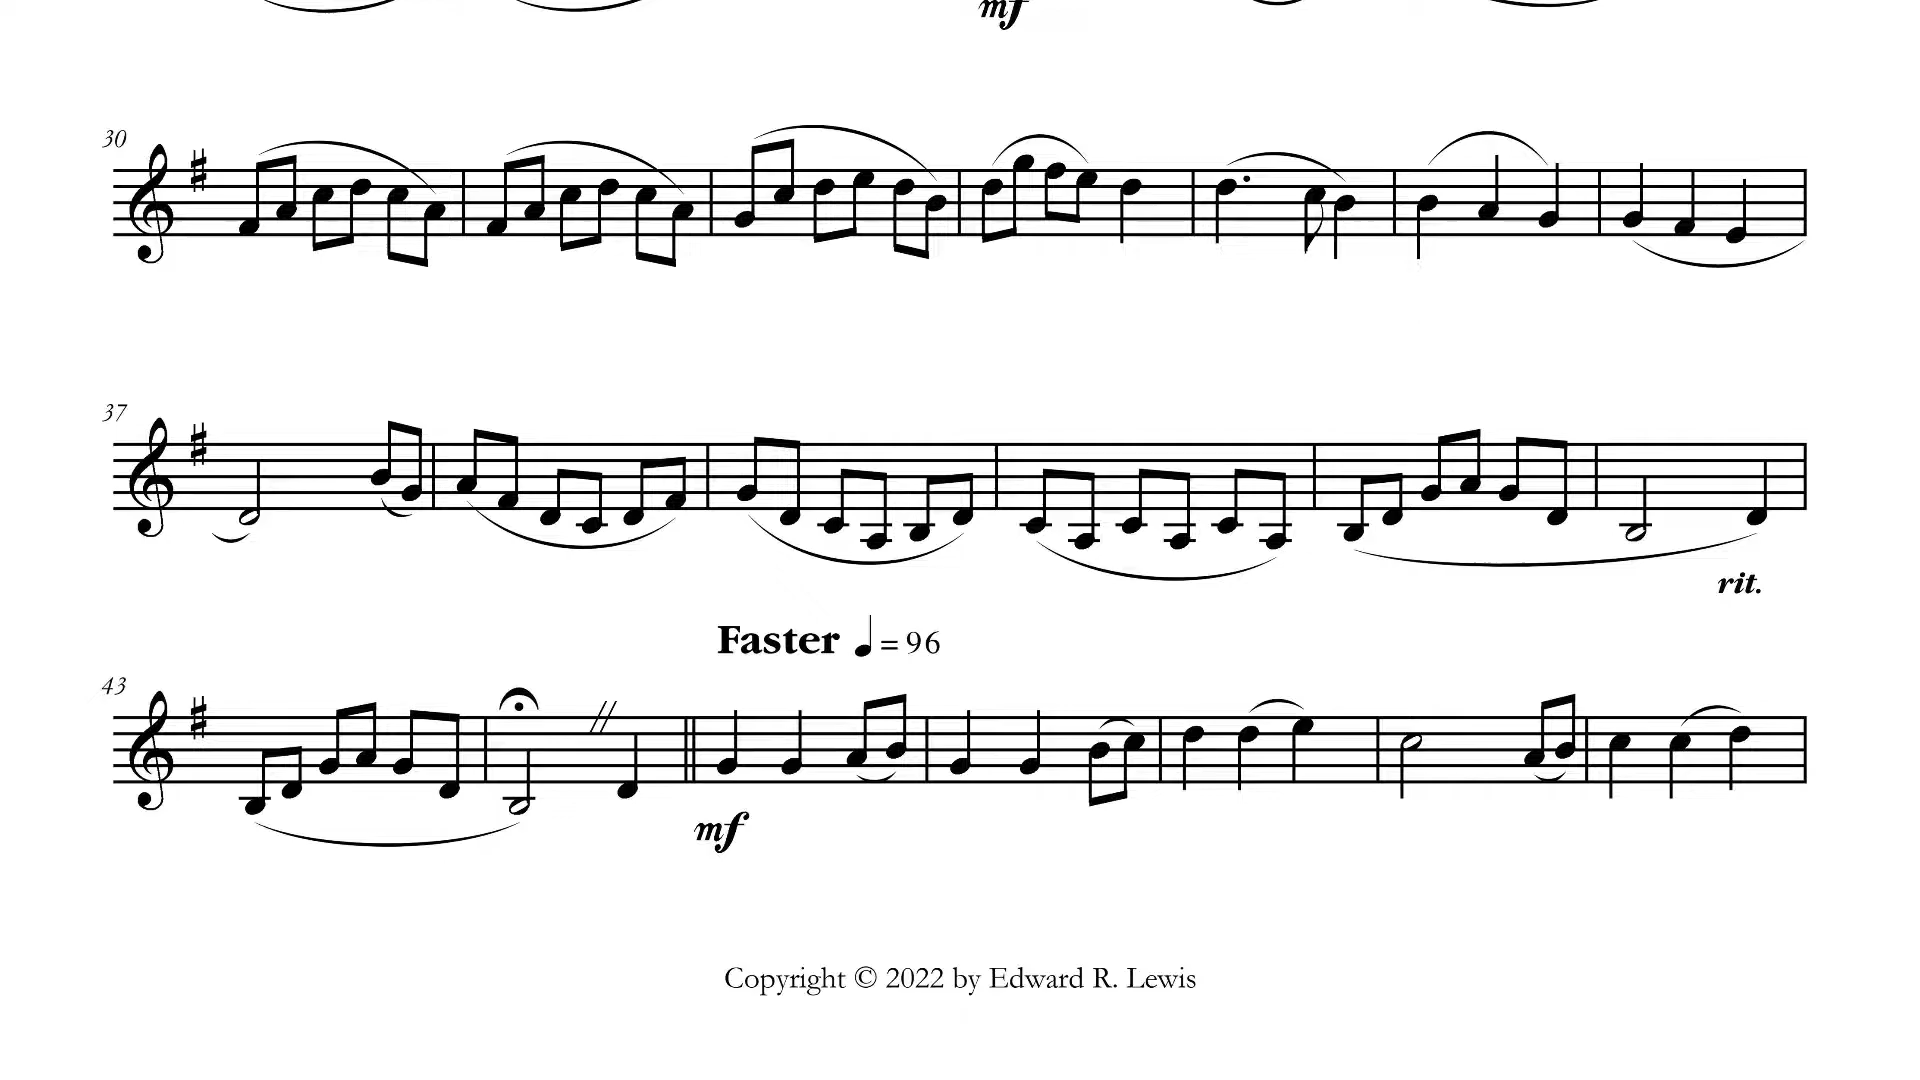 mf
30
37
rit.
Faster ♩ = 96
43
mf
Copyright © 2022 by Edward R. Lewis